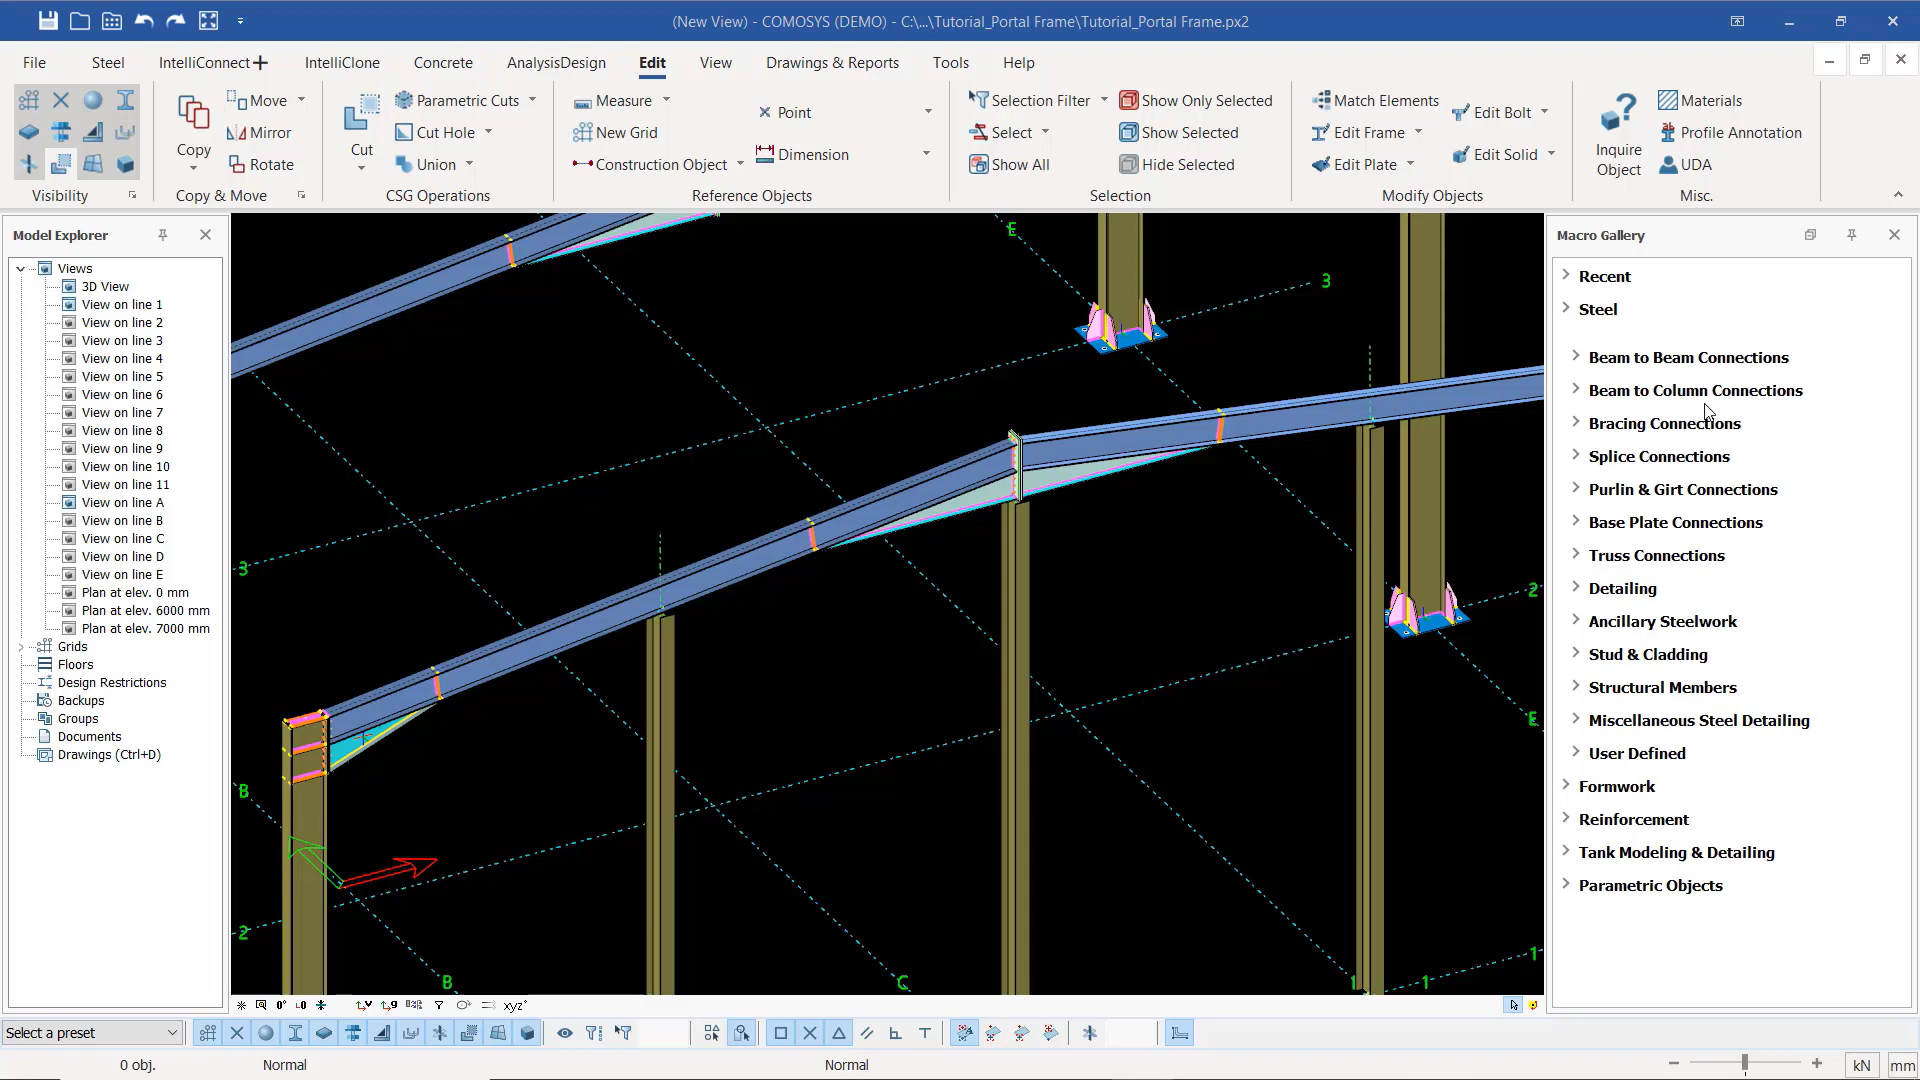 (New View) - COMOSYS (DEMO) - C:\...\Tutorial_Portal Frame\Tutorial_Portal Frame.px2
File Steel IntelliConnect+ IntelliClone Concrete AnalysisDesign Edit View Drawings & Reports Tools Help
Copy
Move
Mirror
Rotate
Cut
Parametric Cuts
Cut Hole
Union
Measure
New Grid
Construction Object
Point
Dimension
Selection Filter
Select
Show All
Show Only Selected
Show Selected
Hide Selected
Match Elements
Edit Frame
Edit Plate
Edit Bolt
Edit Solid
Inquire
Object
Materials
Profile Annotation
UDA
Visibility Copy & Move CSG Operations Reference Objects Selection Modify Objects Misc.
Model Explorer
Views
3D View
View on line 1
View on line 2
View on line 3
View on line 4
View on line 5
View on line 6
View on line 7
View on line 8
View on line 9
View on line 10
View on line 11
View on line A
View on line B
View on line C
View on line D
View on line E
Plan at elev. 0 mm
Plan at elev. 6000 mm
Plan at elev. 7000 mm
Grids
Floors
Design Restrictions
Backups
Groups
Documents
Drawings (Ctrl+D)
E
3
3
2
E
B
2
B
C
1
1
1
Macro Gallery
Recent
Steel
Beam to Beam Connections
Beam to Column Connections
Bracing Connections
Splice Connections
Purlin & Girt Connections
Base Plate Connections
Truss Connections
Detailing
Ancillary Steelwork
Stud & Cladding
Structural Members
Miscellaneous Steel Detailing
User Defined
Formwork
Reinforcement
Tank Modeling & Detailing
Parametric Objects
xyz
Select a preset
0 obj. Normal Normal kN mm